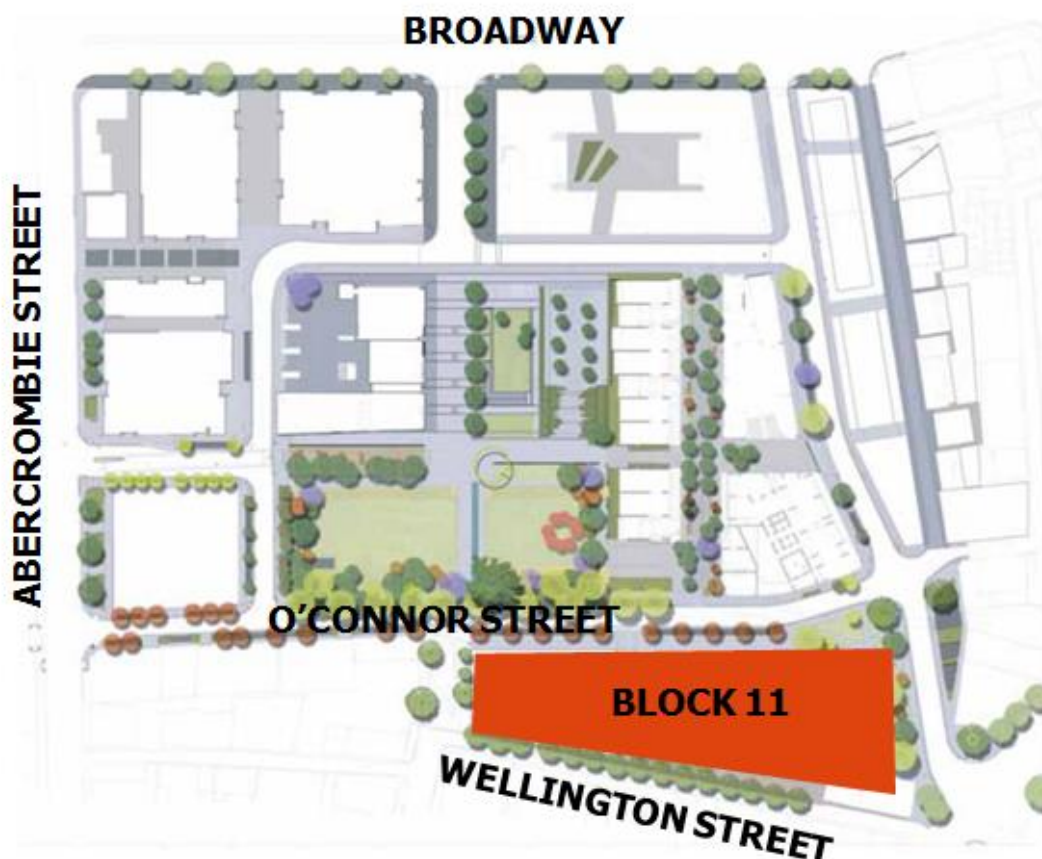 BROADWAY
ABERCROMBIE STREET
O'CONNOR STREET
BLOCK 11
WELLINGTON STREET